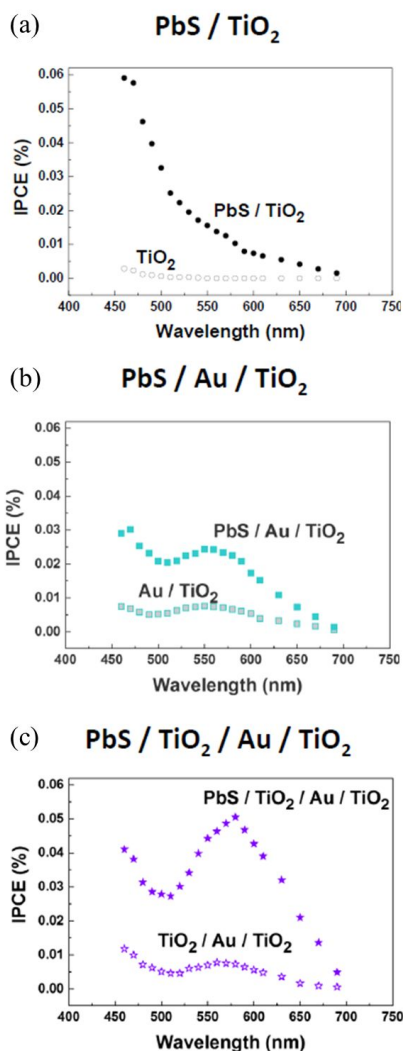 (a) PbS / TiO₂
0.06
0.05
0.04
0.03
0.02
0.01
0.00
IPCE (%)
PbS / TiO₂
TiO₂
400 450 500 550 600 650 700 750
Wavelength (nm)
(b) PbS / Au / TiO₂
0.06
0.05
0.04
0.03
0.02
0.01
0.00
IPCE (%)
PbS / Au / TiO₂
Au / TiO₂
400 450 500 550 600 650 700 750
Wavelength (nm)
(c) PbS / TiO₂ / Au / TiO₂
0.06
0.05
0.04
0.03
0.02
0.01
0.00
IPCE (%)
PbS / TiO₂ / Au / TiO₂
TiO₂ / Au / TiO₂
400 450 500 550 600 650 700 750
Wavelength (nm)